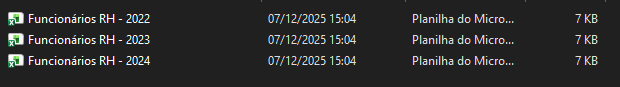 Funcionários RH - 2022 07/12/2025 15:04 Planilha do Micro... 7 KB
Funcionários RH - 2023 07/12/2025 15:04 Planilha do Micro... 7 KB
Funcionários RH - 2024 07/12/2025 15:04 Planilha do Micro... 7 KB